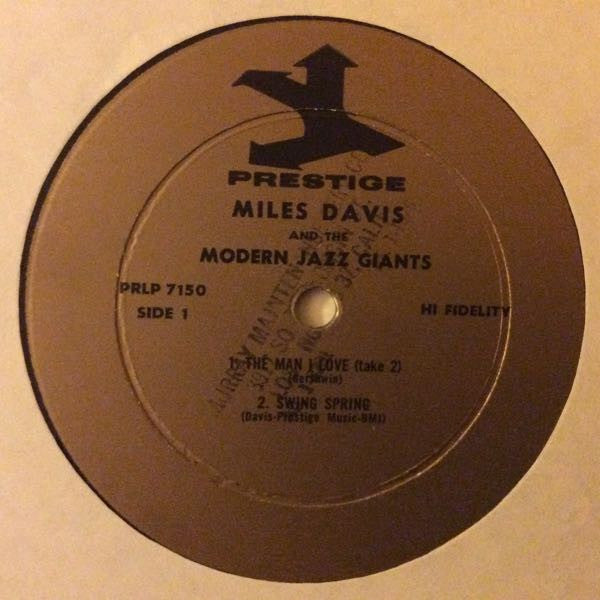 PRESTIGE
MILES DAVIS
AND THE
MODERN JAZZ GIANTS
PRLP 7150
SIDE 1
HI FIDELITY
1. THE MAN I LOVE (take 2)
(Gershwin)
2. SWING SPRING
(Davis-Prestige Music-BMI)